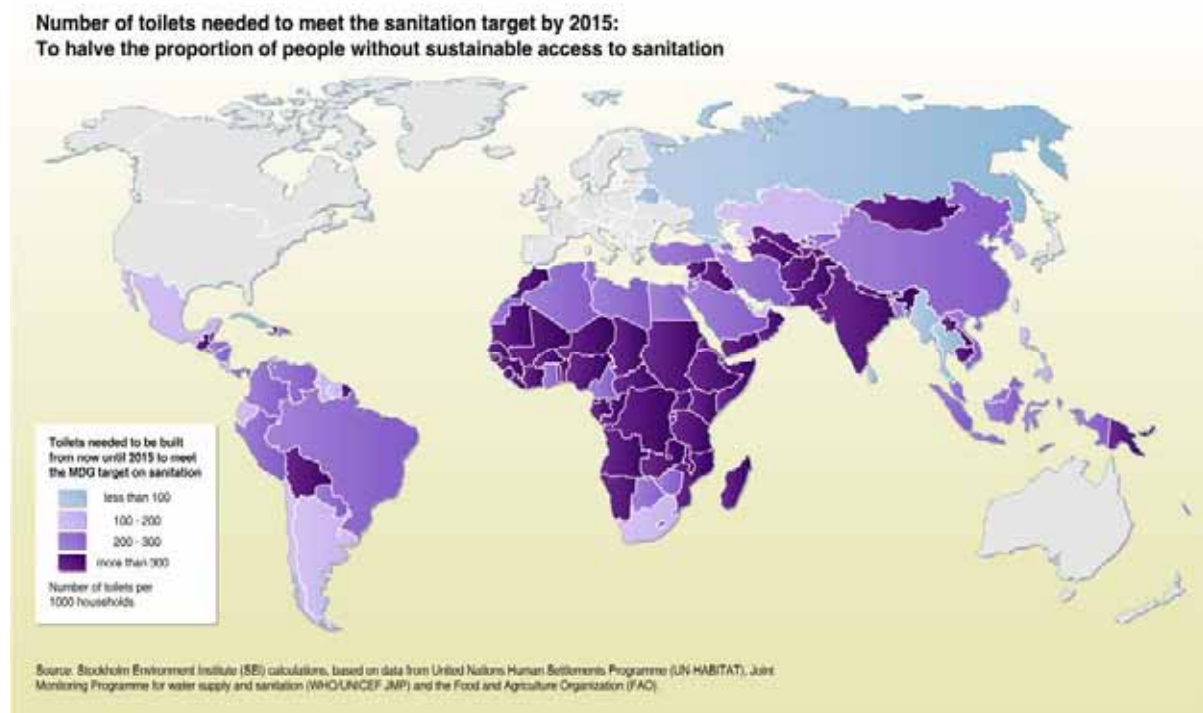 Number of toilets needed to meet the sanitation target by 2015:
To halve the proportion of people without sustainable access to sanitation
Toilets needed to be built
from now until 2015 to meet
the MDG target on sanitation
less than 100
100 - 200
200 - 300
more than 300
Number of toilets per
1000 households
Source: Stockholm Environment Institute (SEI) calculations, based on data from United Nations Human Settlements Programme (UN-HABITAT), Joint
Monitoring Programme for water supply and sanitation (WHO/UNICEF JMP) and the Food and Agriculture Organization (FAO).